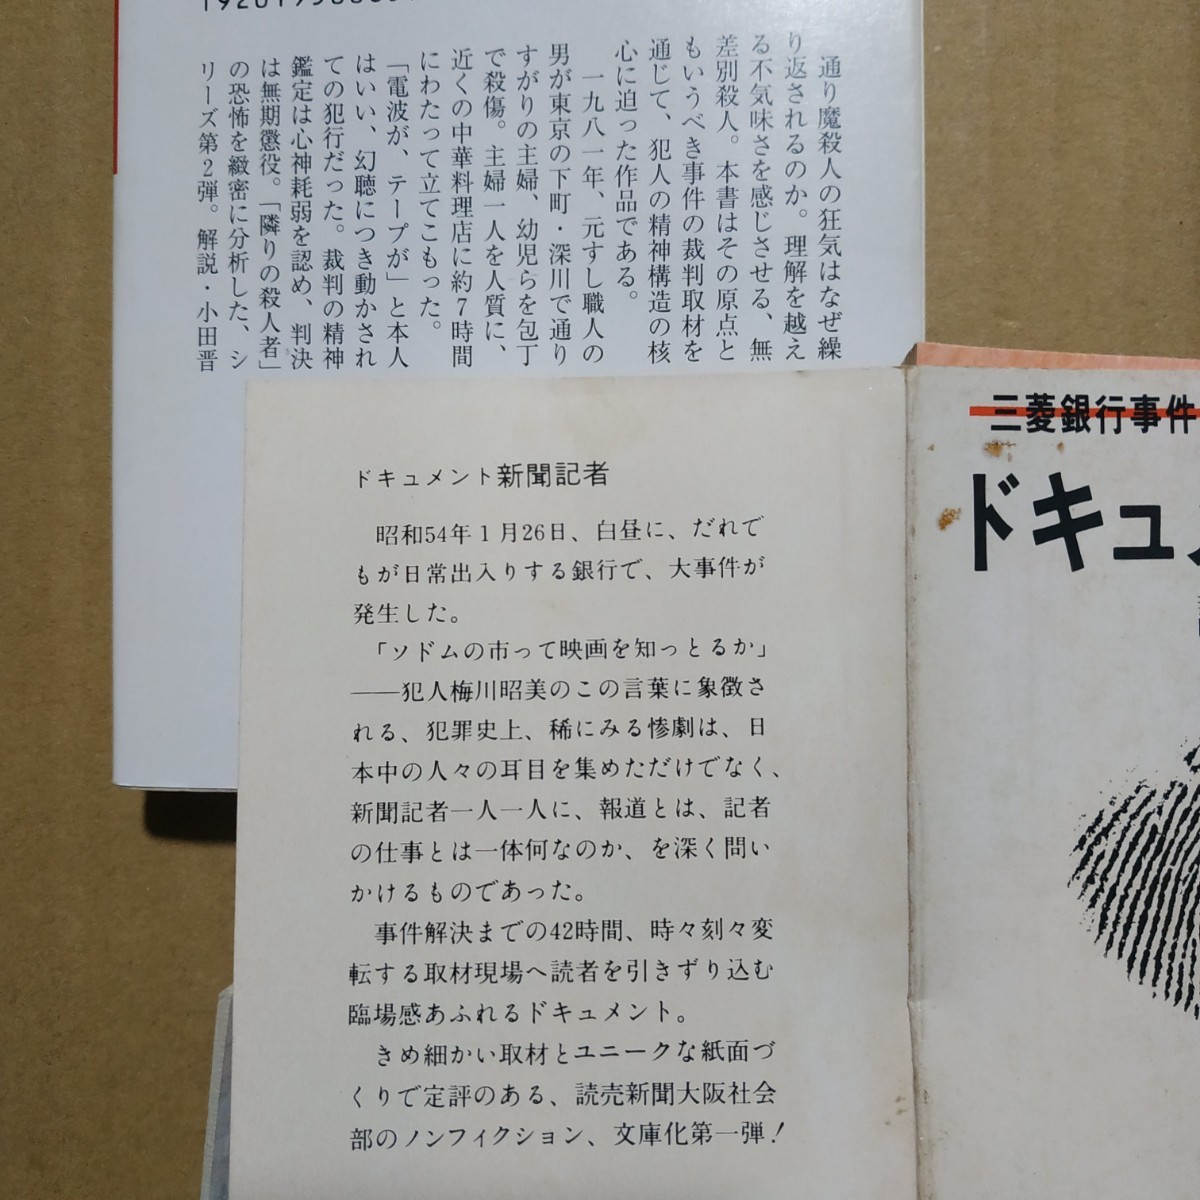 通り魔殺人の狂気はなぜ繰
り返されるのか。理解を越え
る不気味さを感じさせる、無
差別殺人。本書はその原点と
もいうべき事件の裁判取材を
通じて、犯人の精神構造の核
心に迫った作品である。
一九八一年、元すし職人の
男が東京の下町・深川で通り
すがりの主婦、幼児らを包丁
で殺傷。主婦一人を人質に、
近くの中華料理店に約7時間
にわたって立てこもった。
「電波が、テープが」と本人
はいい、幻聴につき動かされ
ての犯行だった。裁判の精神
鑑定は心神耗弱を認め、判決
は無期懲役。「隣りの殺人者」
の恐怖を緻密に分析した、シ
リーズ第2弾。解説・小田晋
ドキュメント新聞記者
昭和54年1月26日、白昼に、だれで
もが日常出入りする銀行で、大事件が
発生した。
「ソドムの市って映画を知っとるか」
――犯人梅川昭美のこの言葉に象徴さ
れる、犯罪史上、稀にみる惨劇は、日
本中の人々の耳目を集めただけでなく、
新聞記者一人一人に、報道とは、記者
の仕事とは一体何なのか、を深く問い
かけるものであった。
事件解決までの42時間、時々刻々変
転する取材現場へ読者を引きずり込む
臨場感あふれるドキュメント。
きめ細かい取材とユニークな紙面づ
くりで定評のある、読売新聞大阪社会
部のノンフィクション、文庫化第一弾!
三菱銀行事件
ドキュメ